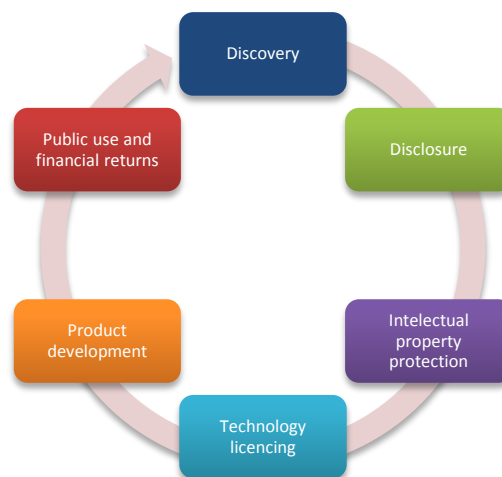 Discovery
Disclosure
Intelectual
property
protection
Technology
licencing
Product
development
Public use and
financial returns